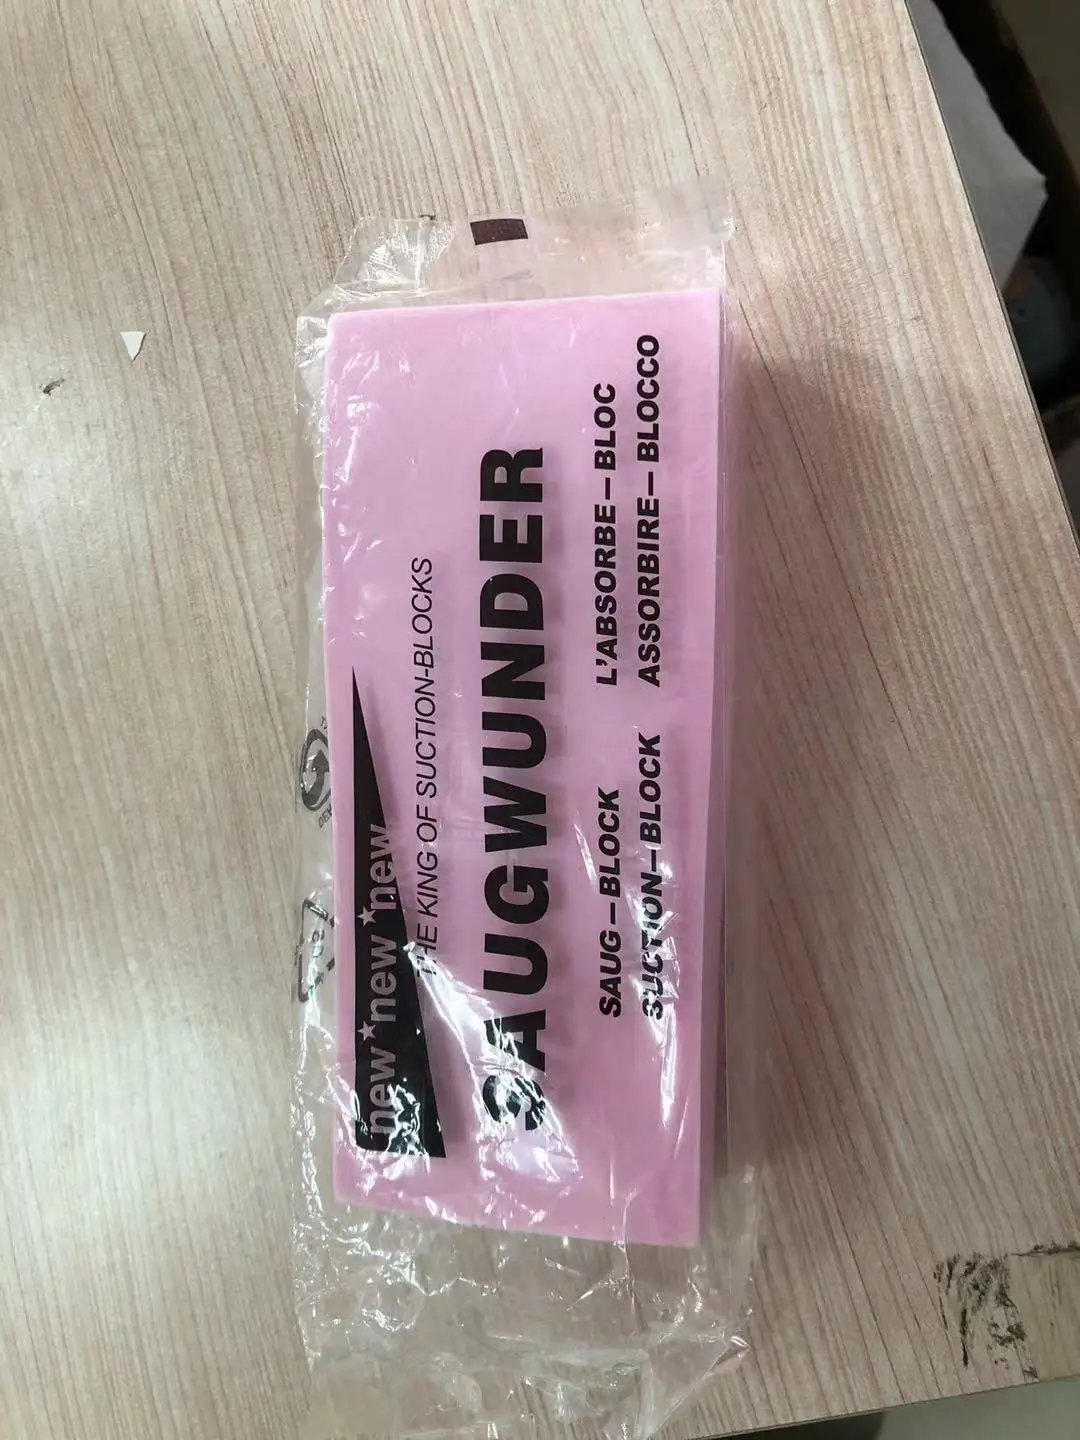 new★new★new
THE KING OF SUCTION-BLOCKS
SAUGWUNDER
SAUG–BLOCK L'ABSORBE–BLOC
SUCTION–BLOCK ASSORBIRE–BLOCCO